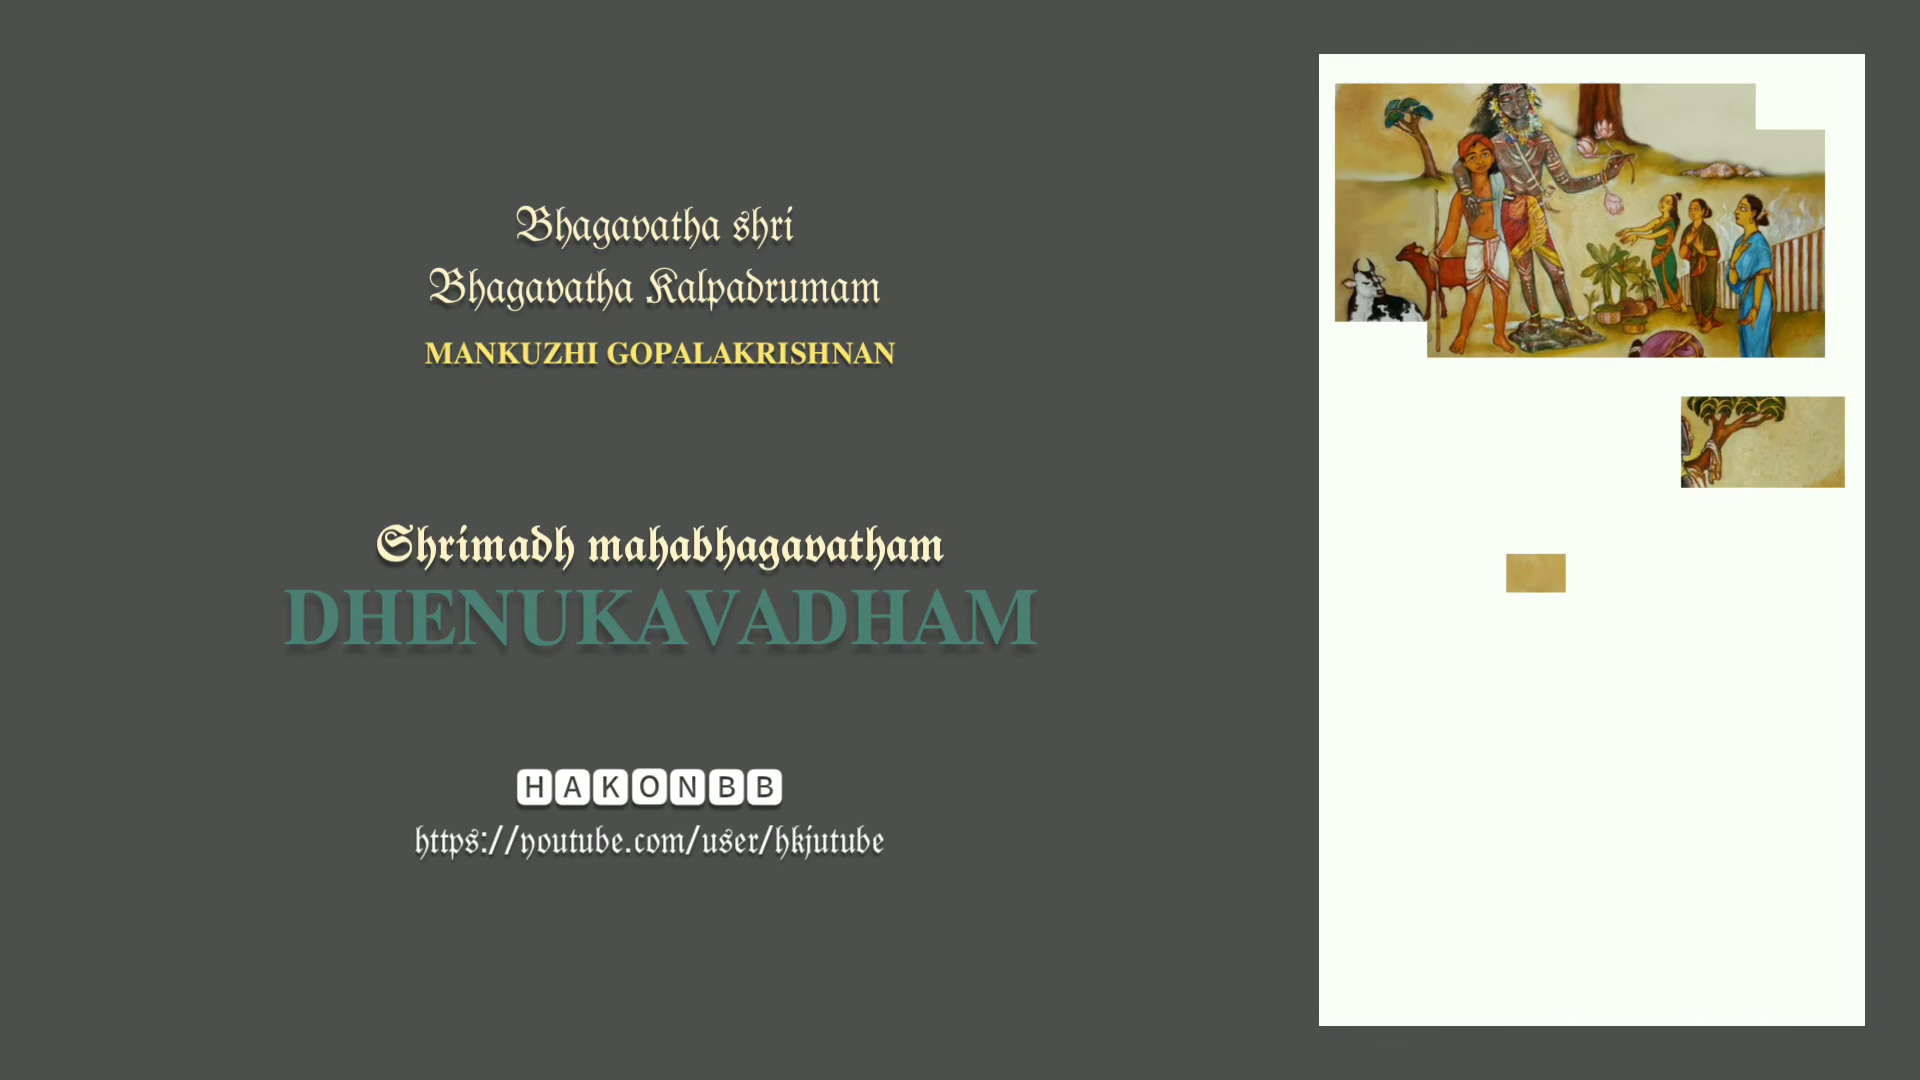 Bhagavatha shri
Bhagavatha Kalpadrumam
MANKUZHI GOPALAKRISHNAN
Shrimadh mahabhagavatham
DHENUKAVADHAM
HAKONBB
https://youtube.com/user/hkjutube